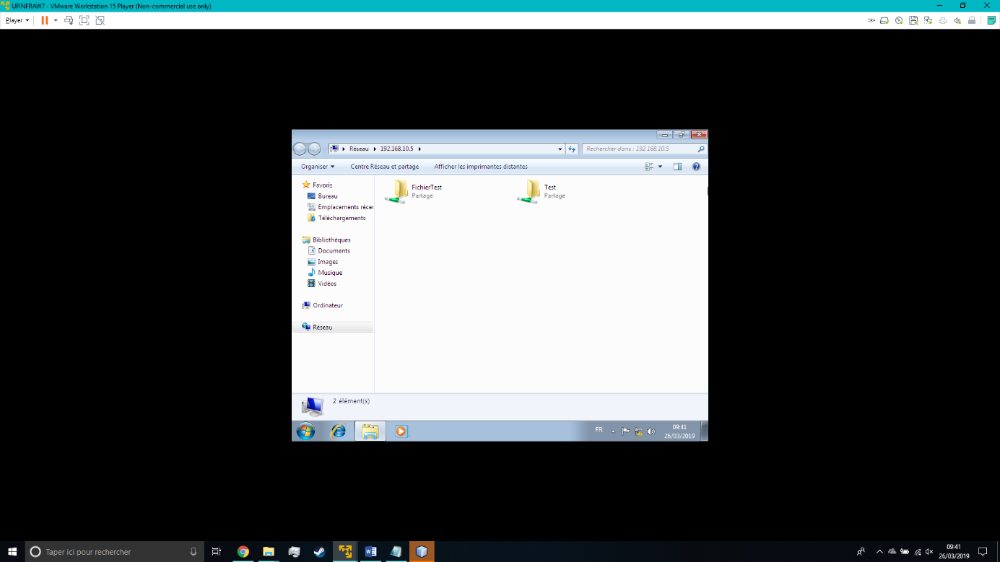 UFINFRAW7 - VMware Workstation 15 Player (Non-commercial use only)
Player
Réseau 192.168.10.5
Rechercher dans : 192.168.10.5
Organiser Centre Réseau et partage Afficher les imprimantes distantes
Favoris
Bureau
Emplacements récer
Téléchargements
Bibliothèques
Documents
Images
Musique
Vidéos
Ordinateur
Réseau
FichierTest
Partage
Test
Partage
2 élément(s)
FR
09:41
26/03/2019
Taper ici pour rechercher
09:41
26/03/2019